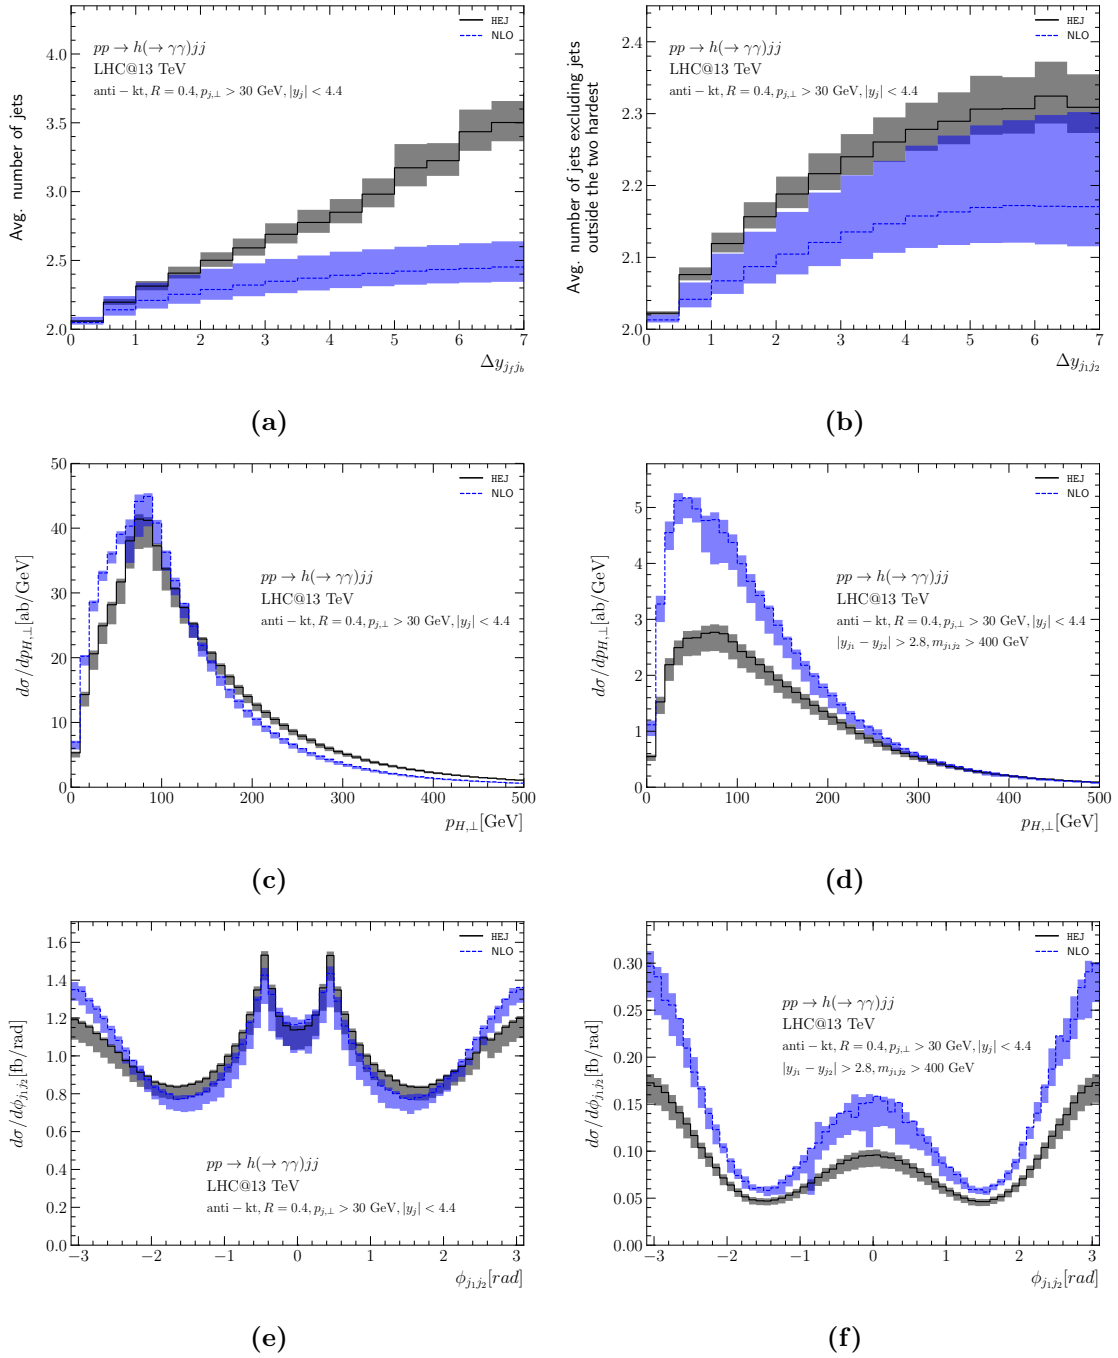 HEJ
NLO
pp → h(→ γγ)jj
LHC@13 TeV
anti − kt, R = 0.4, p_{j,⊥} > 30 GeV, |y_j| < 4.4
Avg. number of jets
4.0
3.5
3.0
2.5
2.0
0 1 2 3 4 5 6 7
Δy_{j_f j_b}
(a)
HEJ
NLO
pp → h(→ γγ)jj
LHC@13 TeV
anti − kt, R = 0.4, p_{j,⊥} > 30 GeV, |y_j| < 4.4
Avg. number of jets excluding jets
outside the two hardest
2.4
2.3
2.2
2.1
2.0
0 1 2 3 4 5 6 7
Δy_{j_1 j_2}
(b)
HEJ
NLO
pp → h(→ γγ)jj
LHC@13 TeV
anti − kt, R = 0.4, p_{j,⊥} > 30 GeV, |y_j| < 4.4
dσ/dp_{H,⊥}[ab/GeV]
50
40
30
20
10
0
0 100 200 300 400 500
p_{H,⊥}[GeV]
(c)
HEJ
NLO
pp → h(→ γγ)jj
LHC@13 TeV
anti − kt, R = 0.4, p_{j,⊥} > 30 GeV, |y_j| < 4.4
|y_{j_1} − y_{j_2}| > 2.8, m_{j_1 j_2} > 400 GeV
dσ/dp_{H,⊥}[ab/GeV]
5
4
3
2
1
0
0 100 200 300 400 500
p_{H,⊥}[GeV]
(d)
HEJ
NLO
pp → h(→ γγ)jj
LHC@13 TeV
anti − kt, R = 0.4, p_{j,⊥} > 30 GeV, |y_j| < 4.4
dσ/dϕ_{j_1 j_2}[fb/rad]
1.6
1.4
1.2
1.0
0.8
0.6
0.4
0.2
0.0
−3 −2 −1 0 1 2 3
ϕ_{j_1 j_2}[rad]
(e)
HEJ
NLO
pp → h(→ γγ)jj
LHC@13 TeV
anti − kt, R = 0.4, p_{j,⊥} > 30 GeV, |y_j| < 4.4
|y_{j_1} − y_{j_2}| > 2.8, m_{j_1 j_2} > 400 GeV
dσ/dϕ_{j_1 j_2}[fb/rad]
0.30
0.25
0.20
0.15
0.10
0.05
0.00
−3 −2 −1 0 1 2 3
ϕ_{j_1 j_2}[rad]
(f)